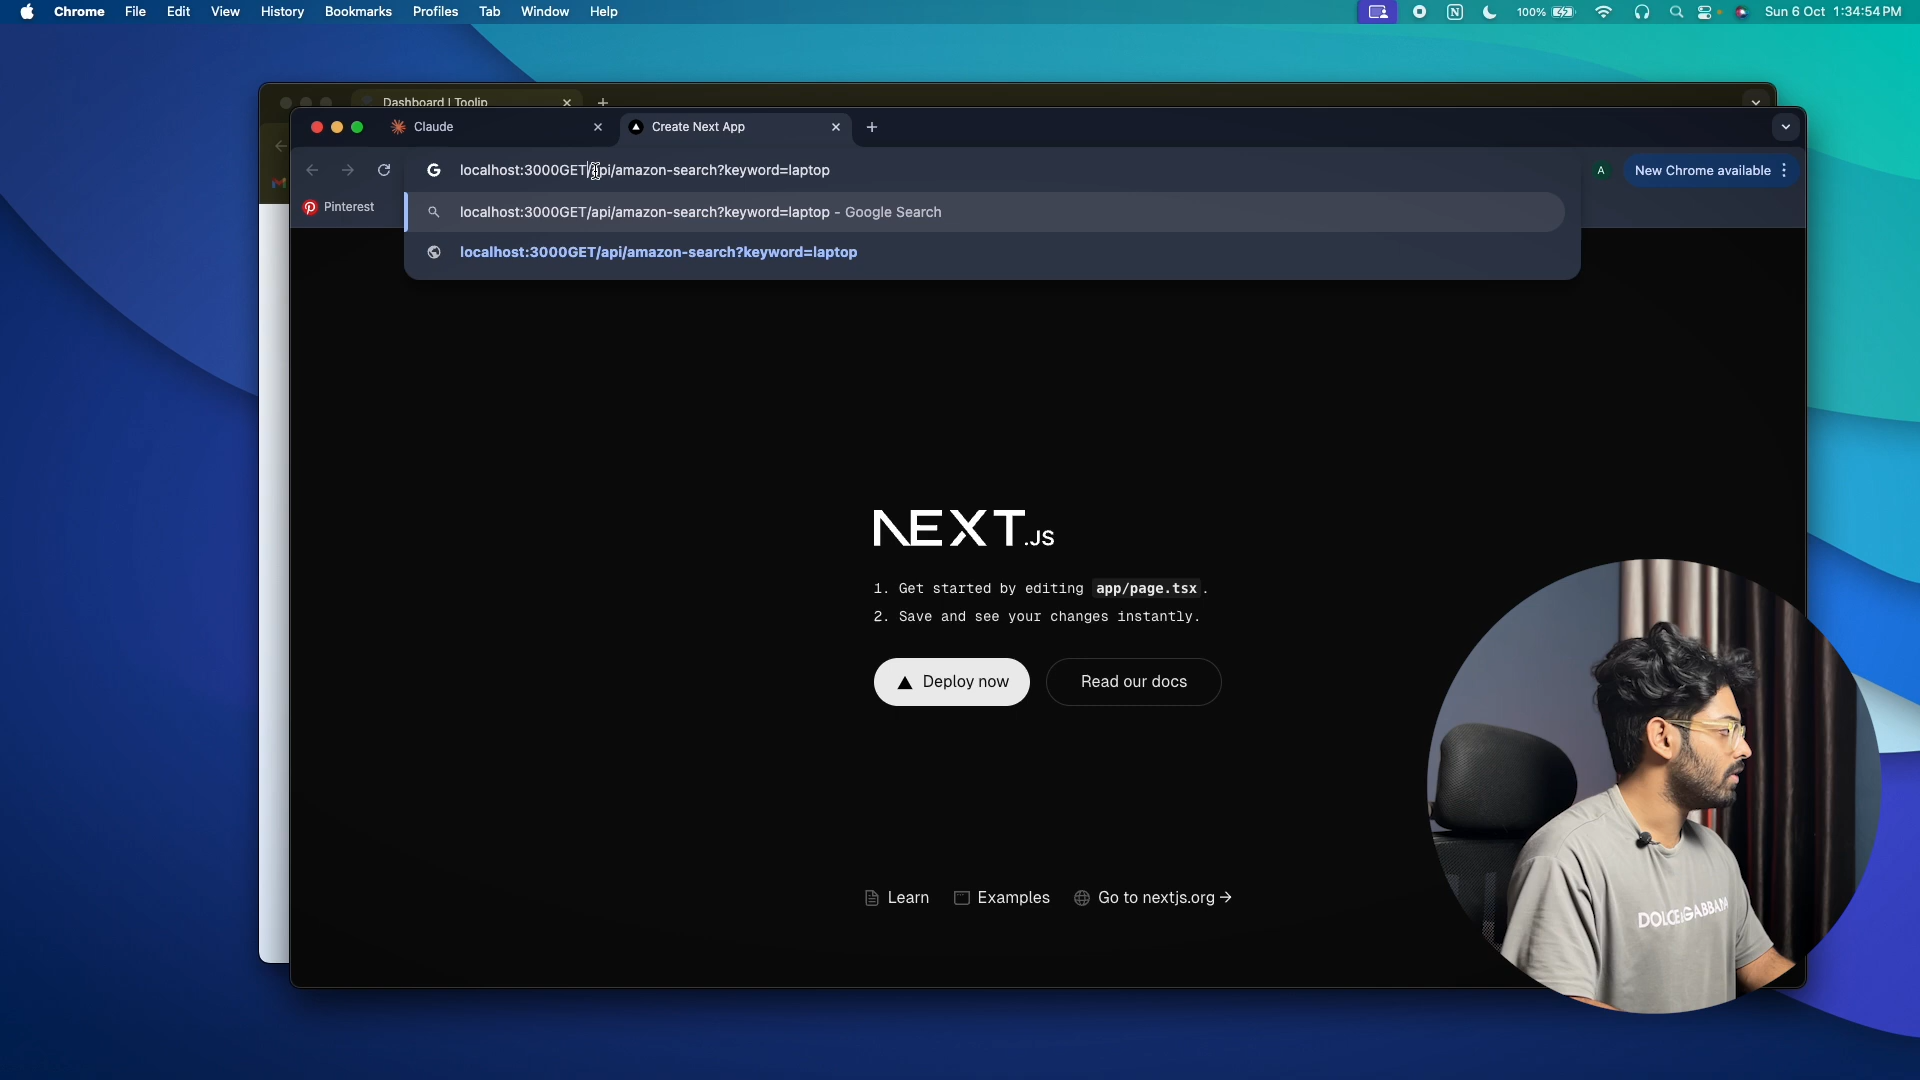 Chrome File Edit View History Bookmarks Profiles Tab Window Help
100% Sun 6 Oct 1:34:54 PM
Dashboard | Toolip
Claude
Create Next App
localhost:3000GET/api/amazon-search?keyword=laptop
A
New Chrome available
Pinterest
localhost:3000GET/api/amazon-search?keyword=laptop - Google Search
localhost:3000GET/api/amazon-search?keyword=laptop
NEXT.JS
1. Get started by editing app/page.tsx.
2. Save and see your changes instantly.
Deploy now
Read our docs
Learn
Examples
Go to nextjs.org →
DOLCE&GABBANA